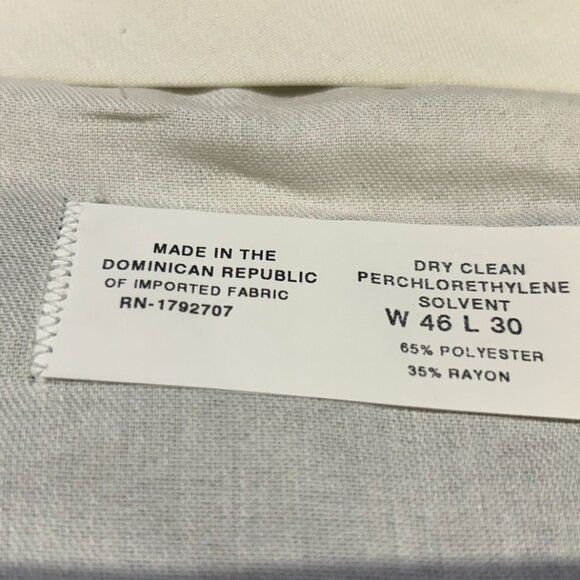 MADE IN THE
DOMINICAN REPUBLIC
OF IMPORTED FABRIC
RN-1792707
DRY CLEAN
PERCHLORETHYLENE
SOLVENT
W 46 L 30
65% POLYESTER
35% RAYON